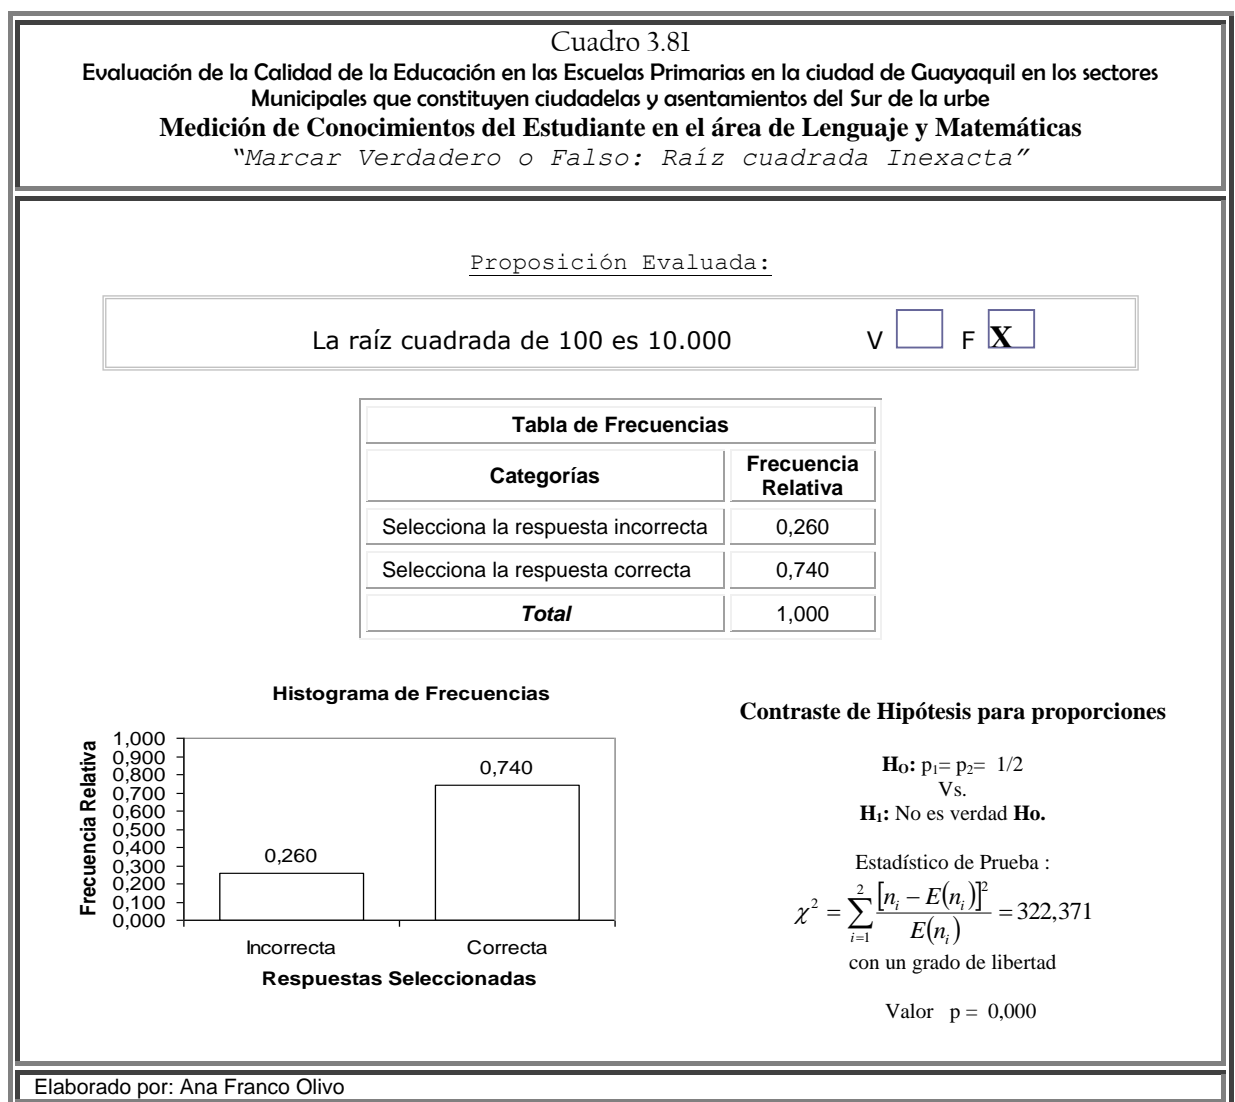 Cuadro 3.81
Evaluación de la Calidad de la Educación en las Escuelas Primarias en la ciudad de Guayaquil en los sectores
Municipales que constituyen ciudadelas y asentamientos del Sur de la urbe
Medición de Conocimientos del Estudiante en el área de Lenguaje y Matemáticas
"Marcar Verdadero o Falso: Raíz cuadrada Inexacta"
Proposición Evaluada:
La raíz cuadrada de 100 es 10.000 V F X
Tabla de Frecuencias
Categorías Frecuencia Relativa
Selecciona la respuesta incorrecta 0,260
Selecciona la respuesta correcta 0,740
Total 1,000
Histograma de Frecuencias
Frecuencia Relativa
1,000
0,900
0,800
0,700
0,600
0,500
0,400
0,300
0,200
0,100
0,000
0,260
0,740
Incorrecta Correcta
Respuestas Seleccionadas
Contraste de Hipótesis para proporciones
H₀: p₁= p₂= 1/2
Vs.
H₁: No es verdad Ho.
Estadístico de Prueba :
χ² = ∑_{i=1}^{2} [n_i − E(n_i)]² / E(n_i) = 322,371
con un grado de libertad
Valor p = 0,000
Elaborado por: Ana Franco Olivo